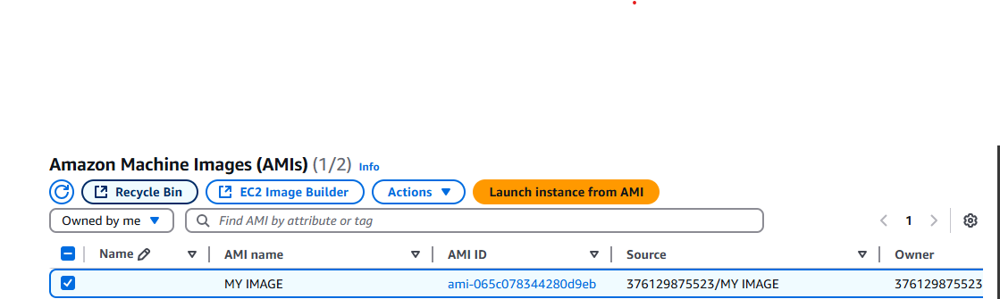 Amazon Machine Images (AMIs) (1/2) Info
Recycle Bin EC2 Image Builder Actions Launch instance from AMI
Owned by me Find AMI by attribute or tag 1
Name AMI name AMI ID Source Owner
MY IMAGE ami-065c078344280d9eb 376129875523/MY IMAGE 376129875523